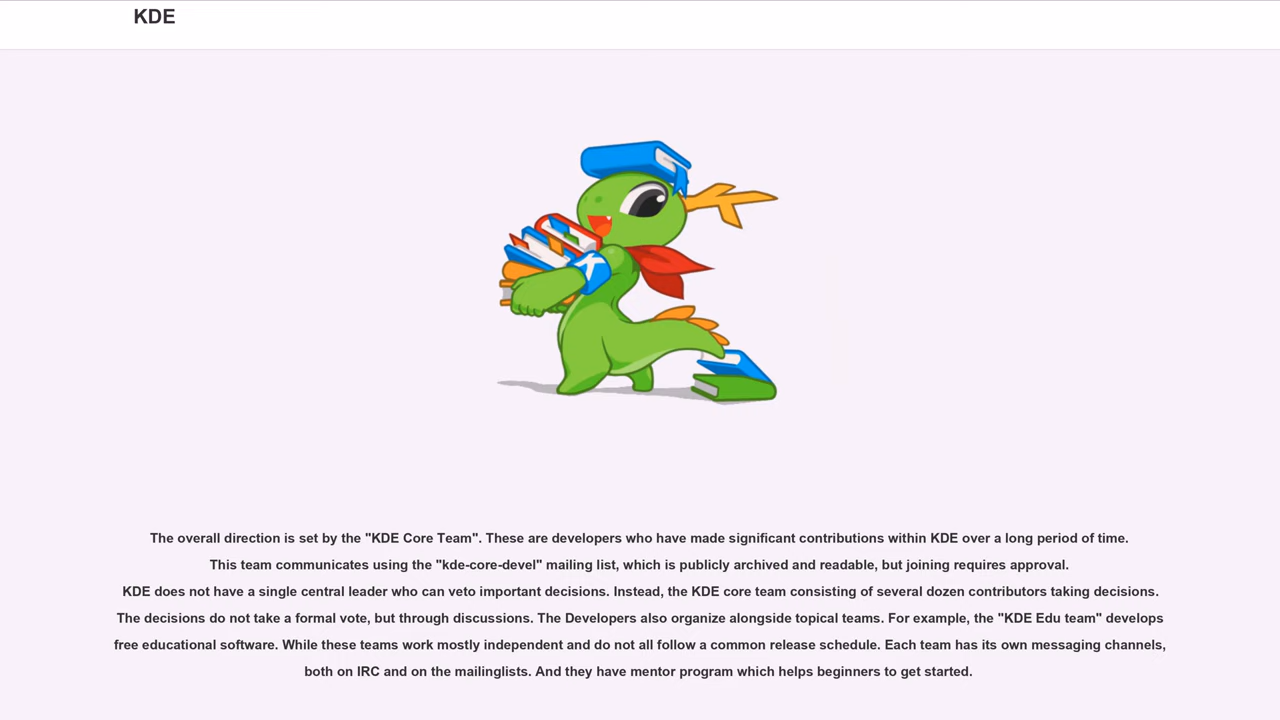 KDE
K
The overall direction is set by the "KDE Core Team". These are developers who have made significant contributions within KDE over a long period of time.
This team communicates using the "kde-core-devel" mailing list, which is publicly archived and readable, but joining requires approval.
KDE does not have a single central leader who can veto important decisions. Instead, the KDE core team consisting of several dozen contributors taking decisions.
The decisions do not take a formal vote, but through discussions. The Developers also organize alongside topical teams. For example, the "KDE Edu team" develops
free educational software. While these teams work mostly independent and do not all follow a common release schedule. Each team has its own messaging channels,
both on IRC and on the mailinglists. And they have mentor program which helps beginners to get started.